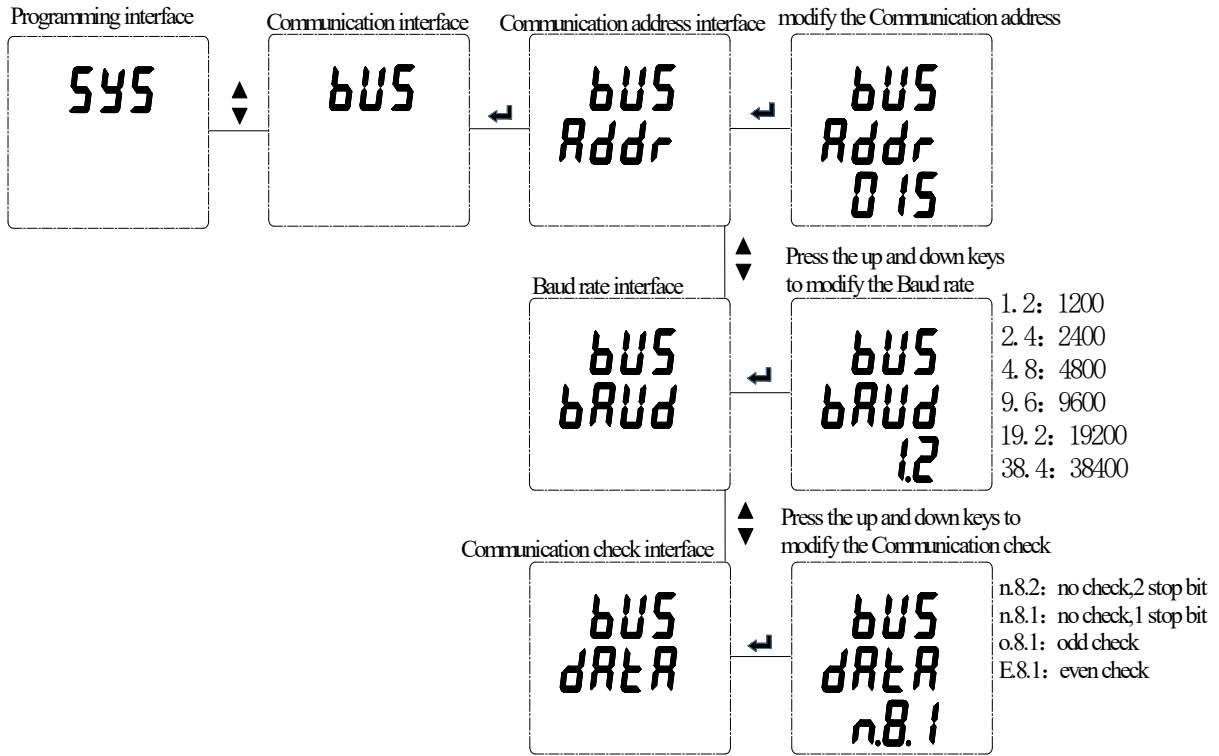 Programming interface
Communication interface
Communication address interface
modify the Communication address
SYS
bUS
bUS
Addr
bUS
Addr
015
Baud rate interface
Press the up and down keys
to modify the Baud rate
bUS
bAUd
bUS
bAUd
1.2
1.2: 1200
2.4: 2400
4.8: 4800
9.6: 9600
19.2: 19200
38.4: 38400
Communication check interface
Press the up and down keys to
modify the Communication check
bUS
dAtA
bUS
dAtA
n.8.1
n.8.2: no check,2 stop bit
n.8.1: no check,1 stop bit
o.8.1: odd check
E.8.1: even check